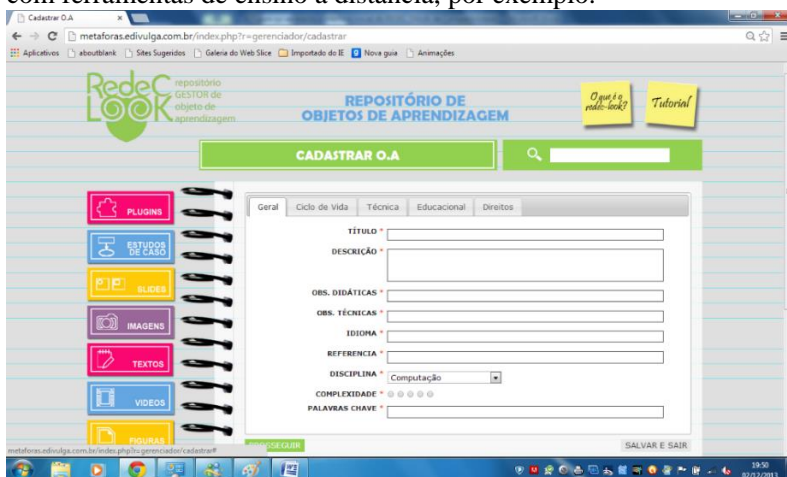 com ferramentas de ensino a distância, por exemplo.
Cadastrar O.A
metaforas.edivulga.com.br/index.php?r=gerenciador/cadastrar
Aplicativos aboutblank Sites Sugeridos Galeria do Web Slice Importado do IE Nova guia Animações
RedeC LOOK
repositório
GESTOR de
objeto de
aprendizagem
REPOSITÓRIO DE
OBJETOS DE APRENDIZAGEM
O que é o
redec-look?
Tutorial
CADASTRAR O.A
PLUGINS
ESTUDOS
DE CASO
SLIDES
IMAGENS
TEXTOS
VIDEOS
FIGURAS
Geral Ciclo de Vida Técnica Educacional Direitos
TÍTULO *
DESCRIÇÃO *
OBS. DIDÁTICAS *
OBS. TÉCNICAS *
IDIOMA *
REFERENCIA *
DISCIPLINA * Computação
COMPLEXIDADE *
PALAVRAS CHAVE *
SALVAR E SAIR
metaforas.edivulga.com.br/index.php?r=gerenciador/cadastrar#
19:50
02/12/2013